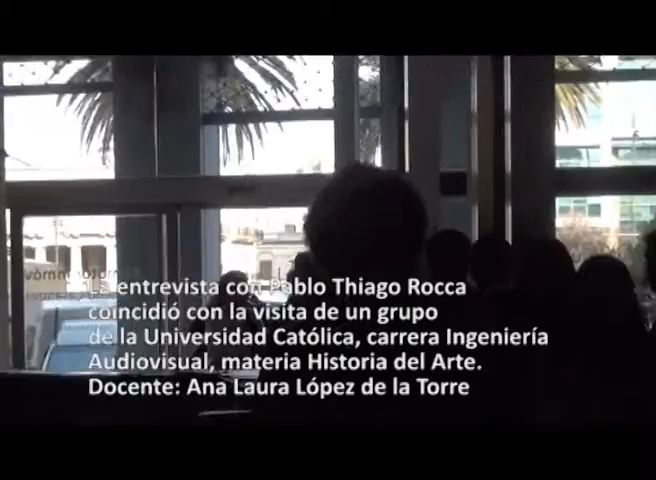 La entrevista con Pablo Thiago Rocca
coincidió con la visita de un grupo
de la Universidad Católica, carrera Ingeniería
Audiovisual, materia Historia del Arte.
Docente: Ana Laura López de la Torre